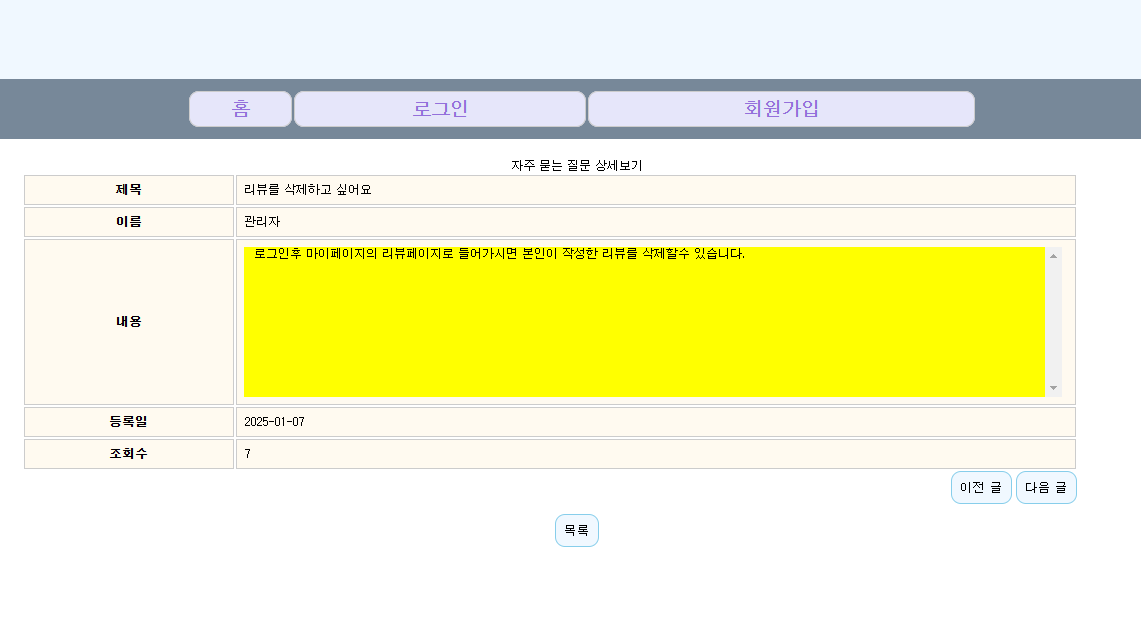 홈 로그인 회원가입
자주 묻는 질문 상세보기
제목 리뷰를 삭제하고 싶어요
이름 관리자
내용 로그인후 마이페이지의 리뷰페이지로 들어가시면 본인이 작성한 리뷰를 삭제할수 있습니다.
등록일 2025-01-07
조회수 7
이전 글 다음 글
목록